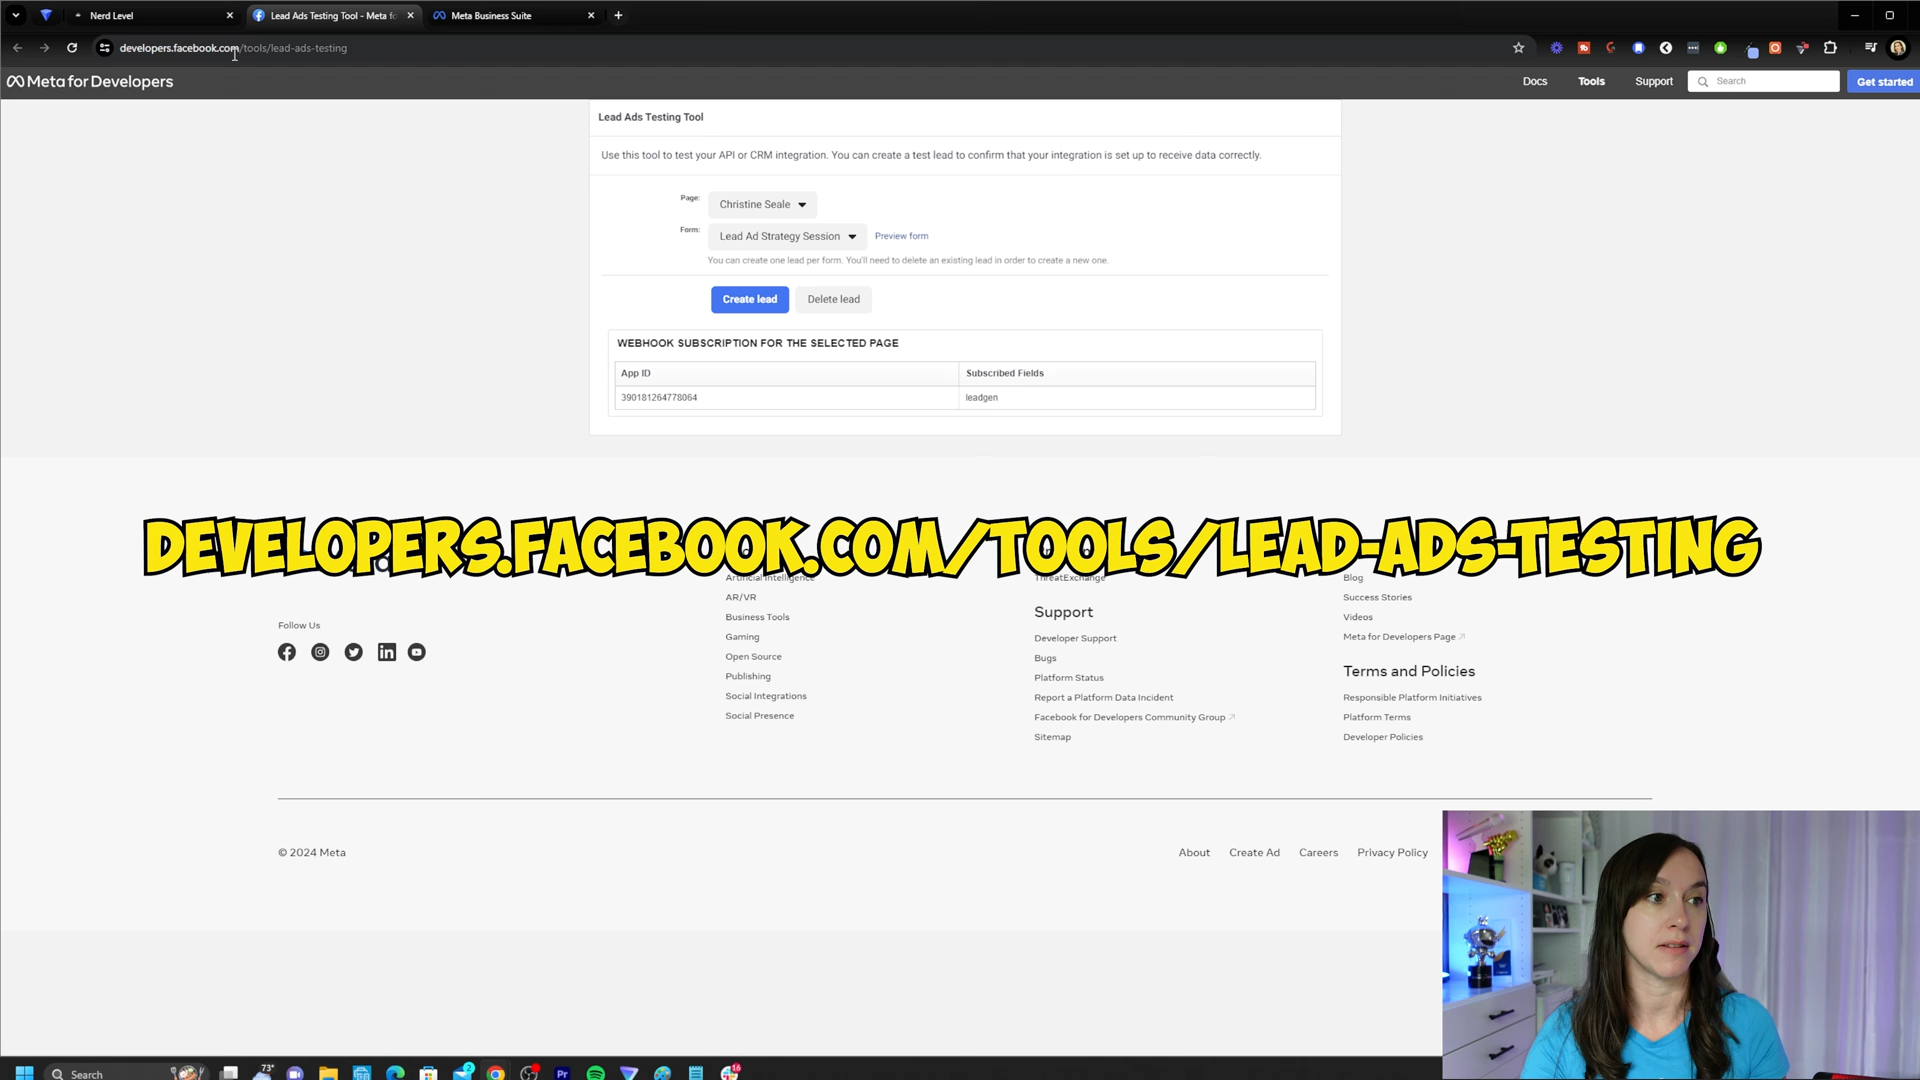 Nerd Level
Lead Ads Testing Tool - Meta fo
Meta Business Suite
developers.facebook.com/tools/lead-ads-testing
Meta for Developers
Docs
Tools
Support
Search
Get started
Lead Ads Testing Tool
Use this tool to test your API or CRM integration. You can create a test lead to confirm that your integration is set up to receive data correctly.
Page:
Christine Seale
Form:
Lead Ad Strategy Session
Preview form
You can create one lead per form. You'll need to delete an existing lead in order to create a new one.
Create lead
Delete lead
WEBHOOK SUBSCRIPTION FOR THE SELECTED PAGE
App ID
Subscribed Fields
390181264778064
leadgen
DEVELOPERS.FACEBOOK.COM/TOOLS/LEAD-ADS-TESTING
Follow Us
Artificial Intelligence
AR/VR
Business Tools
Gaming
Open Source
Publishing
Social Integrations
Social Presence
ThreatExchange
Support
Developer Support
Bugs
Platform Status
Report a Platform Data Incident
Facebook for Developers Community Group
Sitemap
Blog
Success Stories
Videos
Meta for Developers Page
Terms and Policies
Responsible Platform Initiatives
Platform Terms
Developer Policies
© 2024 Meta
About
Create Ad
Careers
Privacy Policy
Search
73°
2
Pr
16